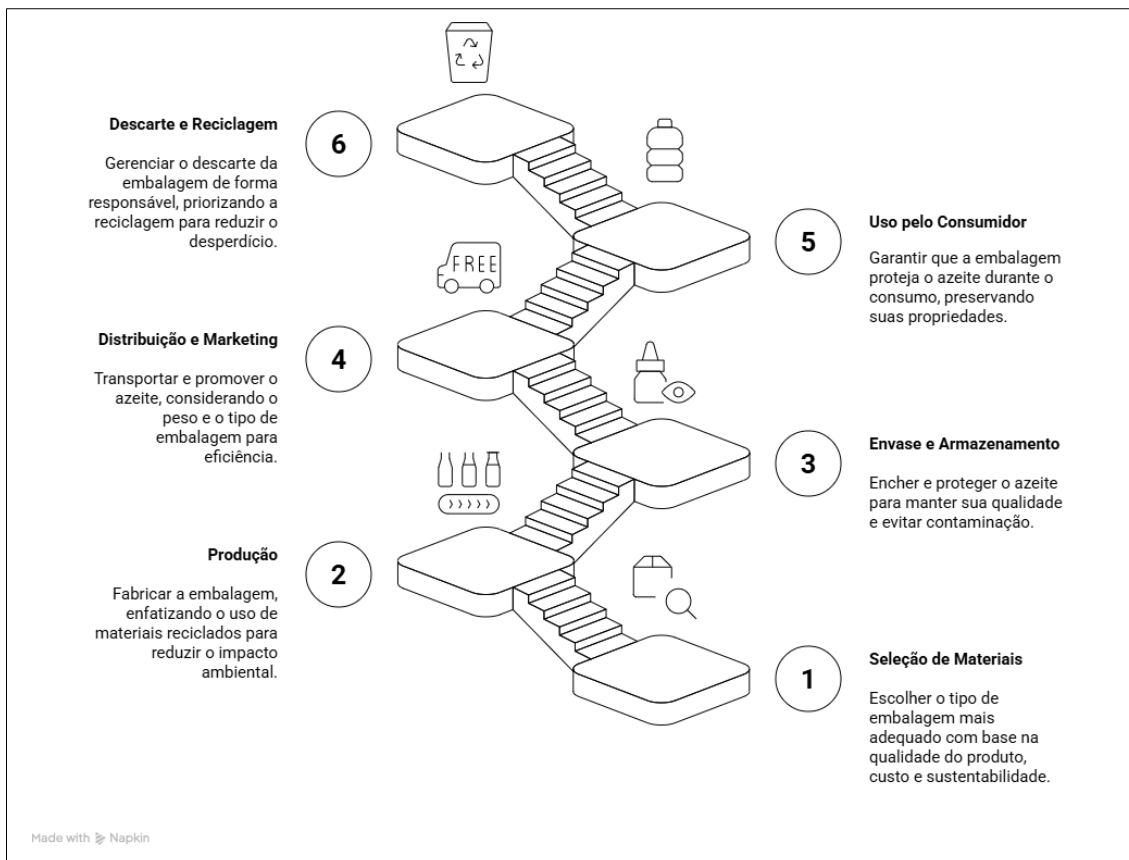 Descarte e Reciclagem
6
Gerenciar o descarte da
embalagem de forma
responsável, priorizando a
reciclagem para reduzir o
desperdício.
Uso pelo Consumidor
5
Garantir que a embalagem
proteja o azeite durante o
consumo, preservando
suas propriedades.
FREE
Distribuição e Marketing
4
Transportar e promover o
azeite, considerando o
peso e o tipo de
embalagem para
eficiência.
Envase e Armazenamento
3
Encher e proteger o azeite
para manter sua qualidade
e evitar contaminação.
Produção
2
Fabricar a embalagem,
enfatizando o uso de
materiais reciclados para
reduzir o impacto
ambiental.
Seleção de Materiais
1
Escolher o tipo de
embalagem mais
adequado com base na
qualidade do produto,
custo e sustentabilidade.
Made with Napkin